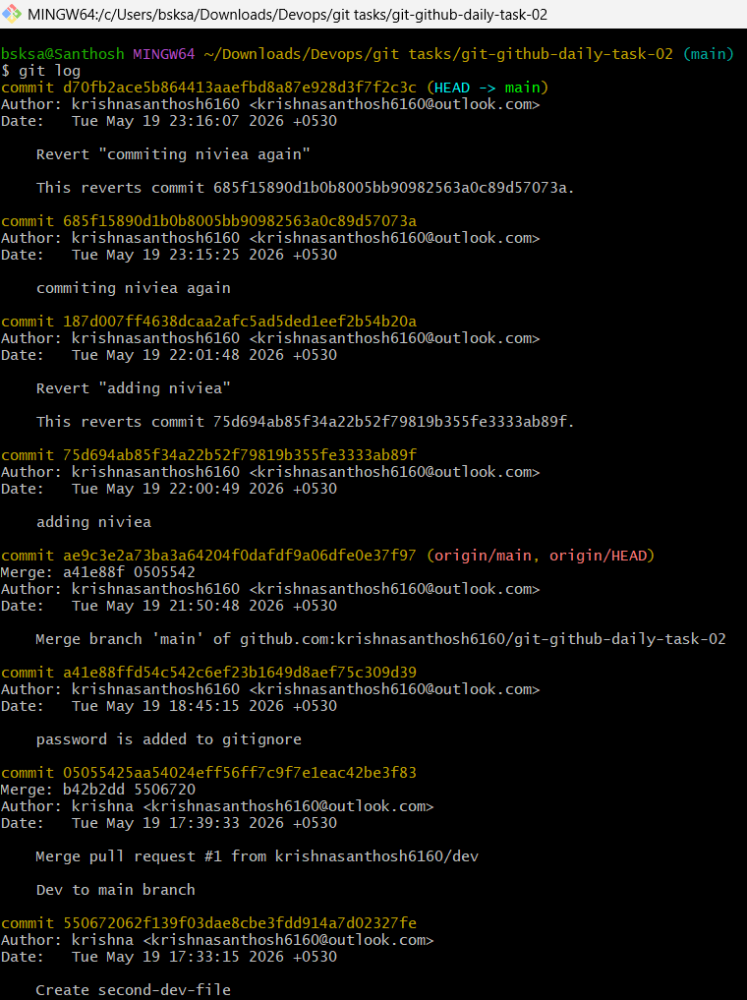 MINGW64:/c/Users/bsksa/Downloads/Devops/git tasks/git-github-daily-task-02
bsksa@Santhosh MINGW64 ~/Downloads/Devops/git tasks/git-github-daily-task-02 (main)
$ git log
commit d70fb2ace5b864413aaefbd8a87e928d3f7f2c3c (HEAD -> main)
Author: krishnasanthosh6160 <krishnasanthosh6160@outlook.com>
Date:   Tue May 19 23:16:07 2026 +0530
    Revert "commiting niviea again"
    This reverts commit 685f15890d1b0b8005bb90982563a0c89d57073a.
commit 685f15890d1b0b8005bb90982563a0c89d57073a
Author: krishnasanthosh6160 <krishnasanthosh6160@outlook.com>
Date:   Tue May 19 23:15:25 2026 +0530
    commiting niviea again
commit 187d007ff4638dcaa2afc5ad5ded1eef2b54b20a
Author: krishnasanthosh6160 <krishnasanthosh6160@outlook.com>
Date:   Tue May 19 22:01:48 2026 +0530
    Revert "adding niviea"
    This reverts commit 75d694ab85f34a22b52f79819b355fe3333ab89f.
commit 75d694ab85f34a22b52f79819b355fe3333ab89f
Author: krishnasanthosh6160 <krishnasanthosh6160@outlook.com>
Date:   Tue May 19 22:00:49 2026 +0530
    adding niviea
commit ae9c3e2a73ba3a64204f0dafdf9a06dfe0e37f97 (origin/main, origin/HEAD)
Merge: a41e88f 0505542
Author: krishnasanthosh6160 <krishnasanthosh6160@outlook.com>
Date:   Tue May 19 21:50:48 2026 +0530
    Merge branch 'main' of github.com:krishnasanthosh6160/git-github-daily-task-02
commit a41e88ffd54c542c6ef23b1649d8aef75c309d39
Author: krishnasanthosh6160 <krishnasanthosh6160@outlook.com>
Date:   Tue May 19 18:45:15 2026 +0530
    password is added to gitignore
commit 05055425aa54024eff56ff7c9f7e1eac42be3f83
Merge: b42b2dd 5506720
Author: krishna <krishnasanthosh6160@outlook.com>
Date:   Tue May 19 17:39:33 2026 +0530
    Merge pull request #1 from krishnasanthosh6160/dev
    Dev to main branch
commit 550672062f139f03dae8cbe3fdd914a7d02327fe
Author: krishna <krishnasanthosh6160@outlook.com>
Date:   Tue May 19 17:33:15 2026 +0530
    Create second-dev-file